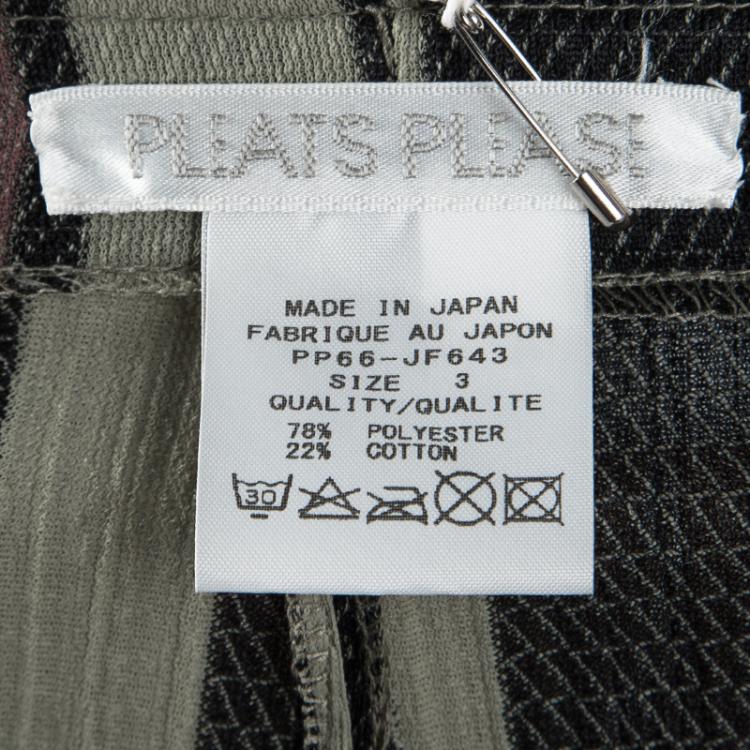 PLEATS PLEASE
MADE IN JAPAN
FABRIQUE AU JAPON
PP66-JF643
SIZE 3
QUALITY/QUALITE
78% POLYESTER
22% COTTON
30